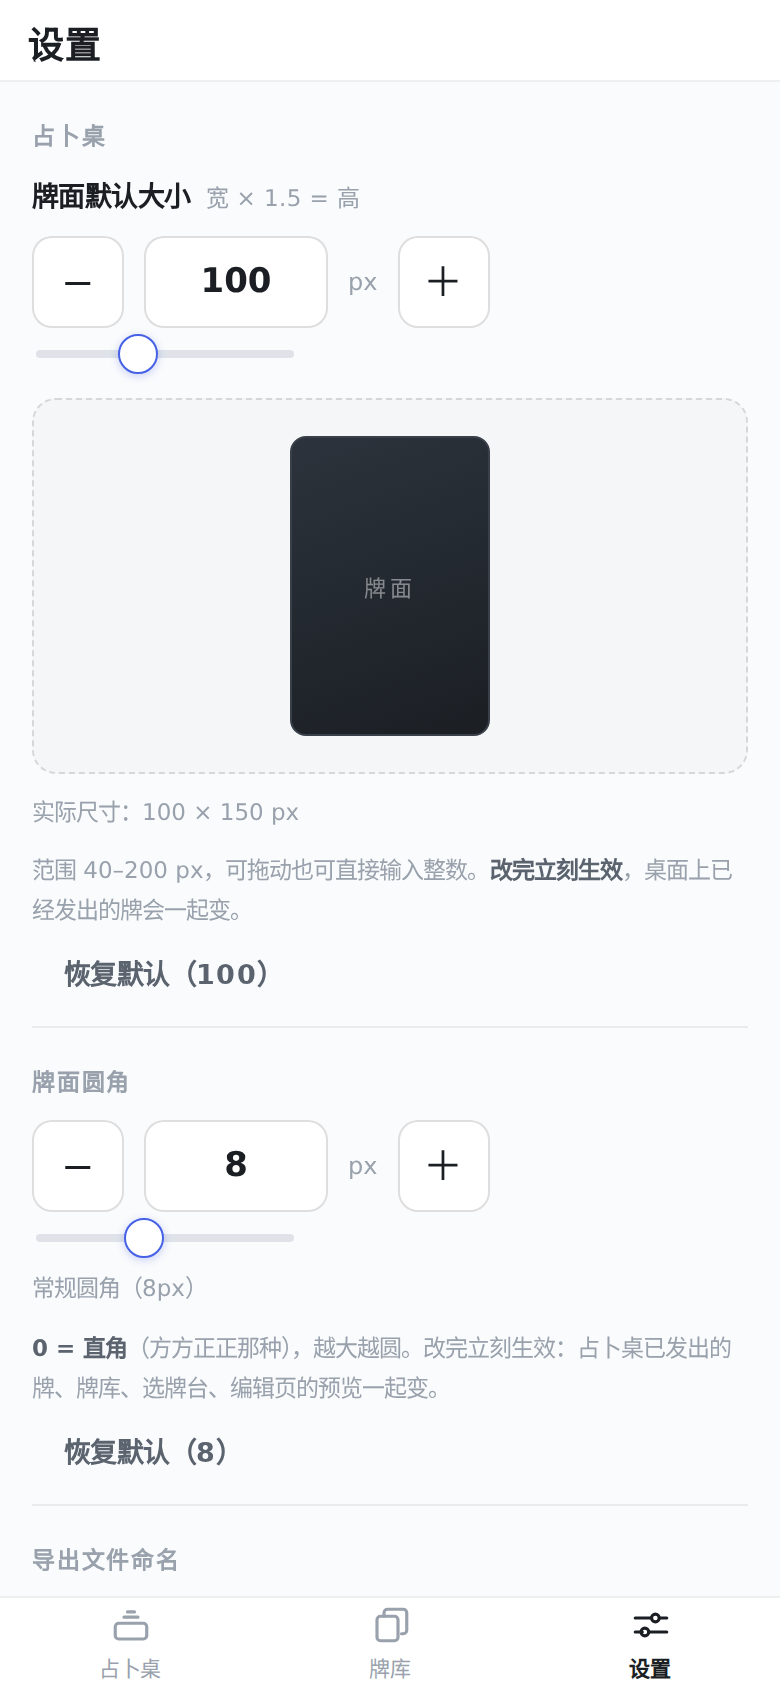 设置
占卜桌
牌面默认大小 宽 × 1.5 = 高
− 100 px +
牌面
实际尺寸：100 × 150 px
范围 40–200 px，可拖动也可直接输入整数。改完立刻生效，桌面上已
经发出的牌会一起变。
恢复默认（100）
牌面圆角
− 8 px +
常规圆角（8px）
0 = 直角（方方正正那种），越大越圆。改完立刻生效：占卜桌已发出的
牌、牌库、选牌台、编辑页的预览一起变。
恢复默认（8）
导出文件命名
占卜桌 牌库 设置